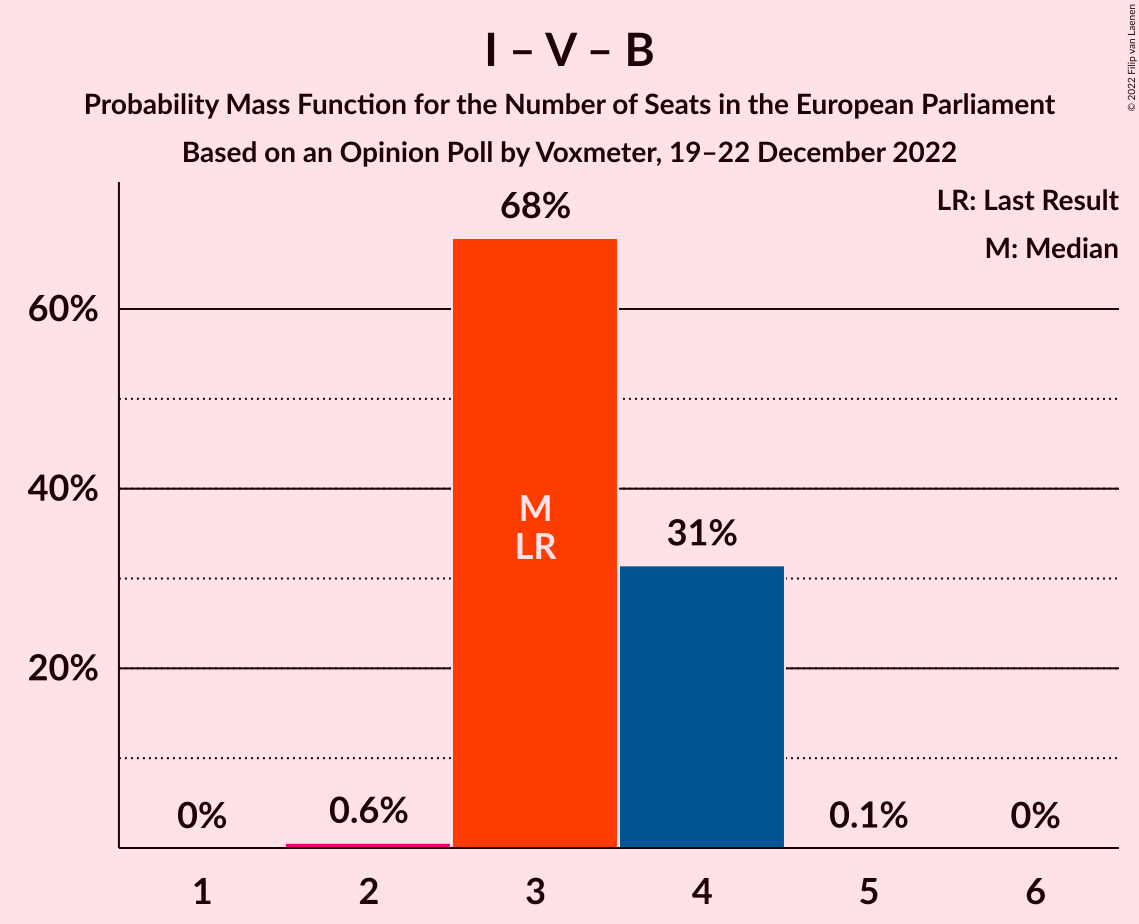 I – V – B
Probability Mass Function for the Number of Seats in the European Parliament
Based on an Opinion Poll by Voxmeter, 19–22 December 2022
© 2022 Filip van Laenen
LR: Last Result
M: Median
68%
60%
40%
M
LR
31%
20%
0%
0.6%
0.1%
0%
1
2
3
4
5
6